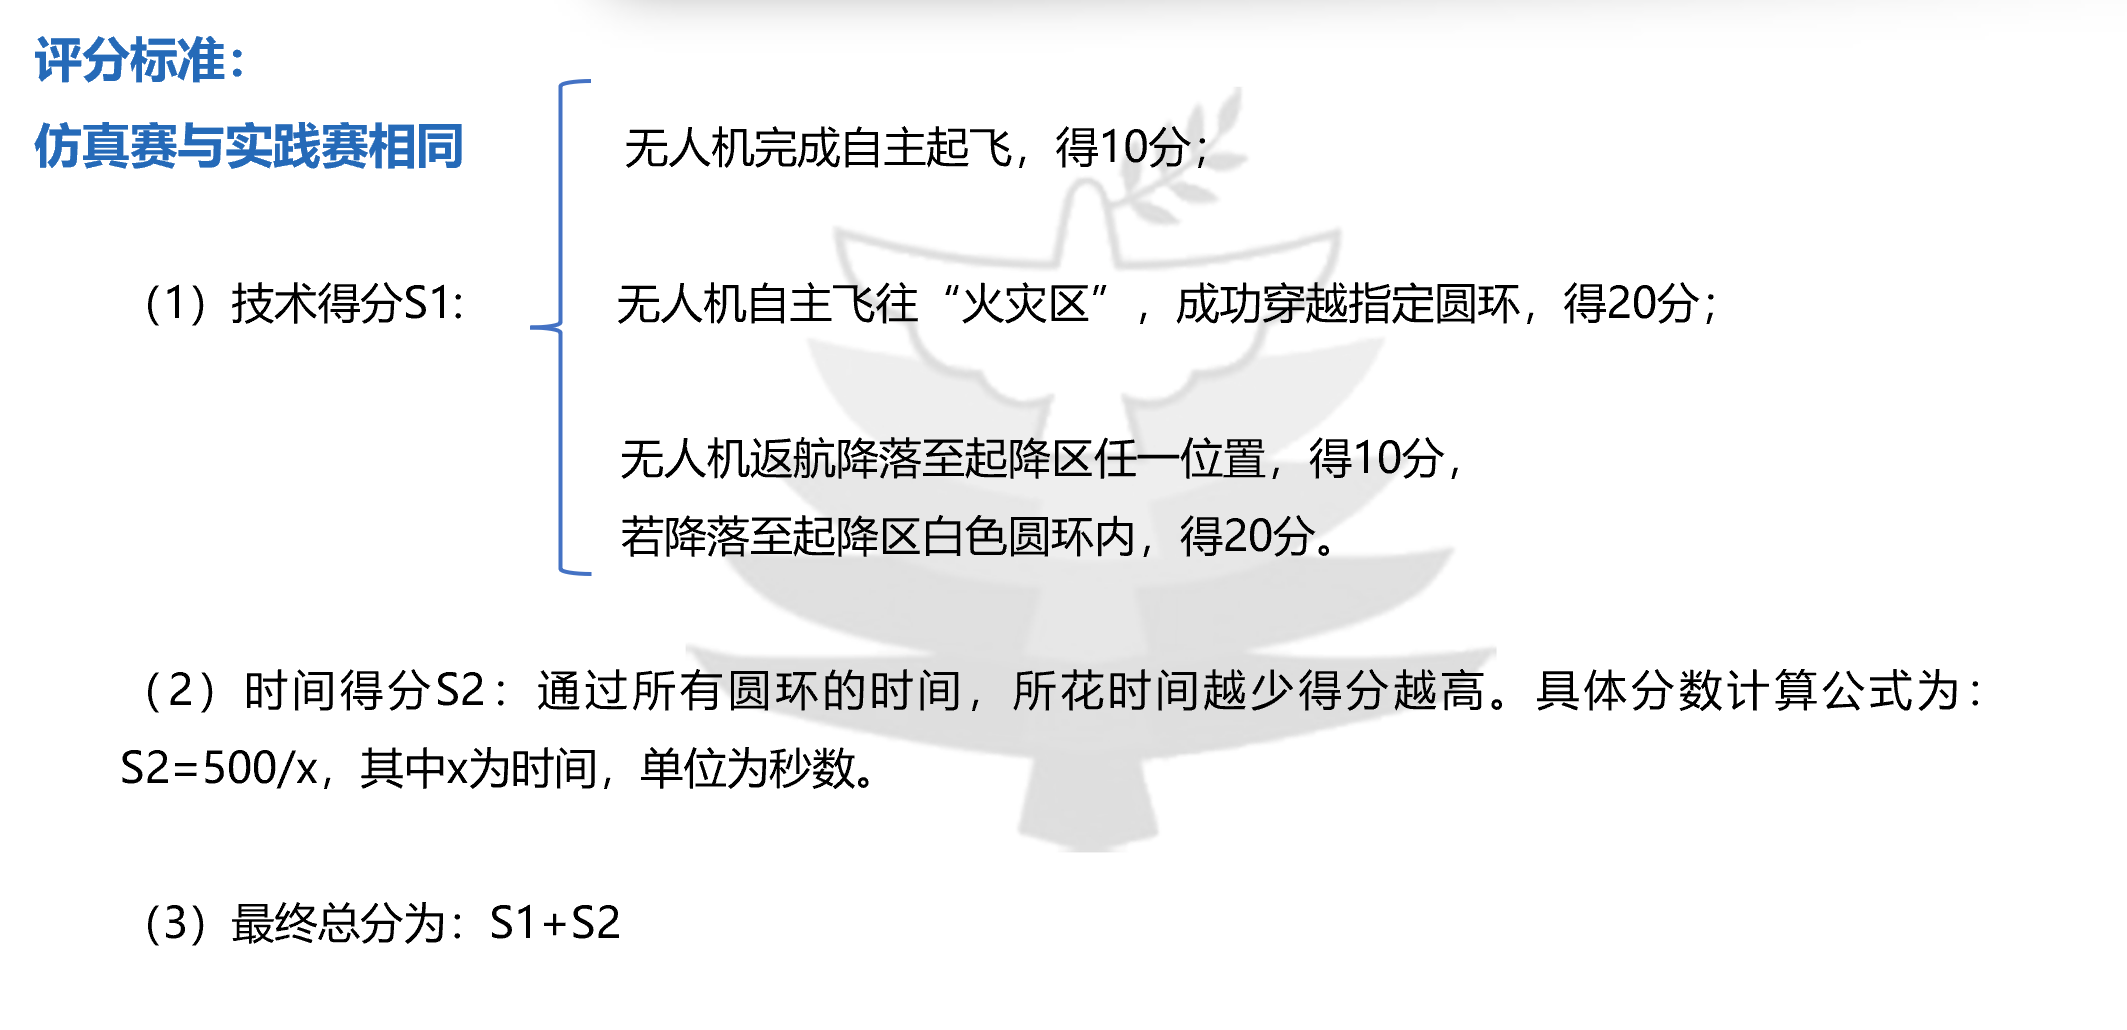 评分标准：
仿真赛与实践赛相同
无人机完成自主起飞，得10分；
（1）技术得分S1:
无人机自主飞往“火灾区”，成功穿越指定圆环，得20分；
无人机返航降落至起降区任一位置，得10分，
若降落至起降区白色圆环内，得20分。
（2）时间得分S2：通过所有圆环的时间，所花时间越少得分越高。具体分数计算公式为：
S2=500/x，其中x为时间，单位为秒数。
（3）最终总分为：S1+S2